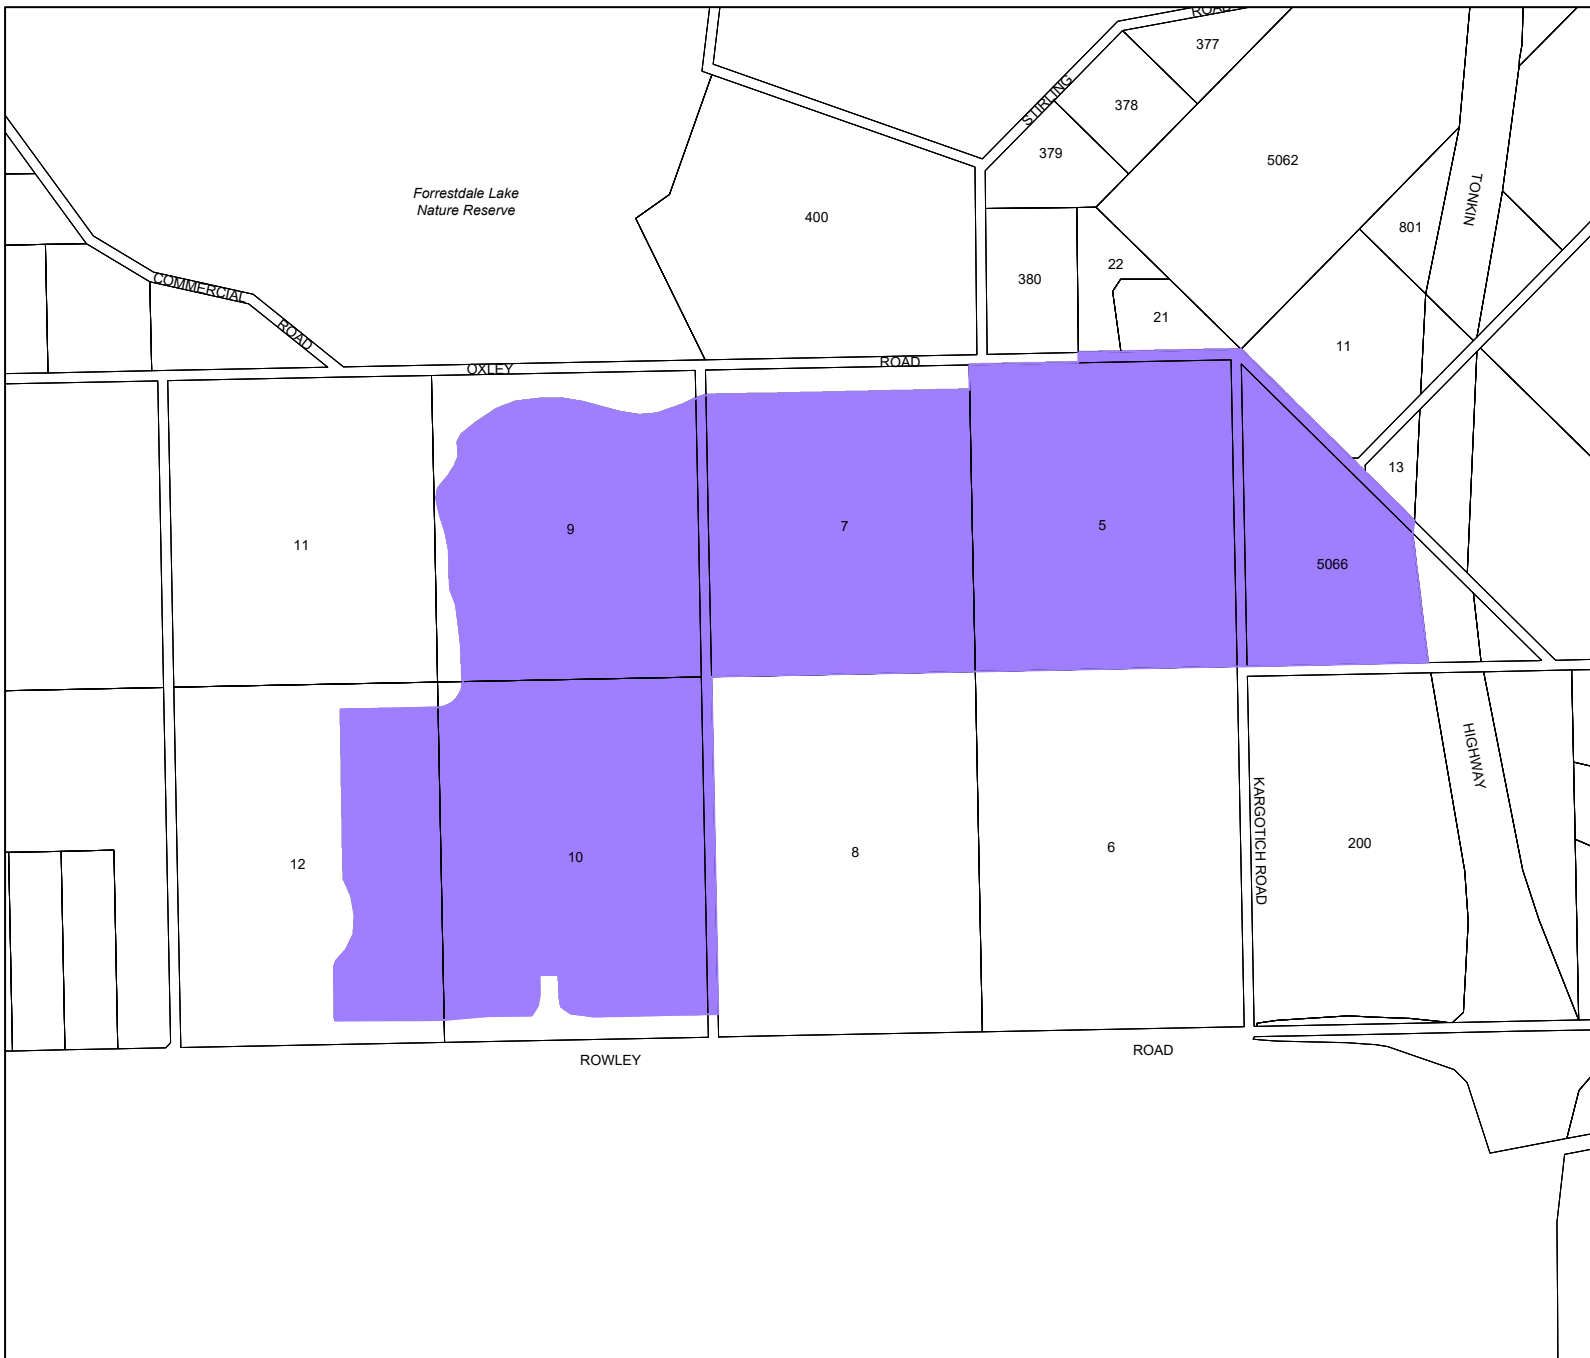 ROAD
377
STIRLING
378
379
5062
Forrestdale Lake
Nature Reserve
400
TONKIN
801
22
380
COMMERCIAL
21
ROAD
11
OXLEY
ROAD
13
9
7
5
11
5066
HIGHWAY
KARGOTICH ROAD
200
6
8
10
12
ROWLEY
ROAD